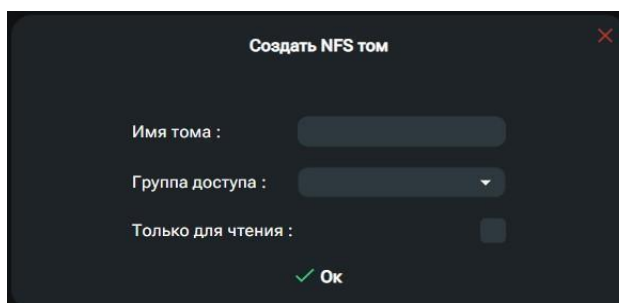 Создать NFS том
Имя тома :
Группа доступа :
Только для чтения :
Ок